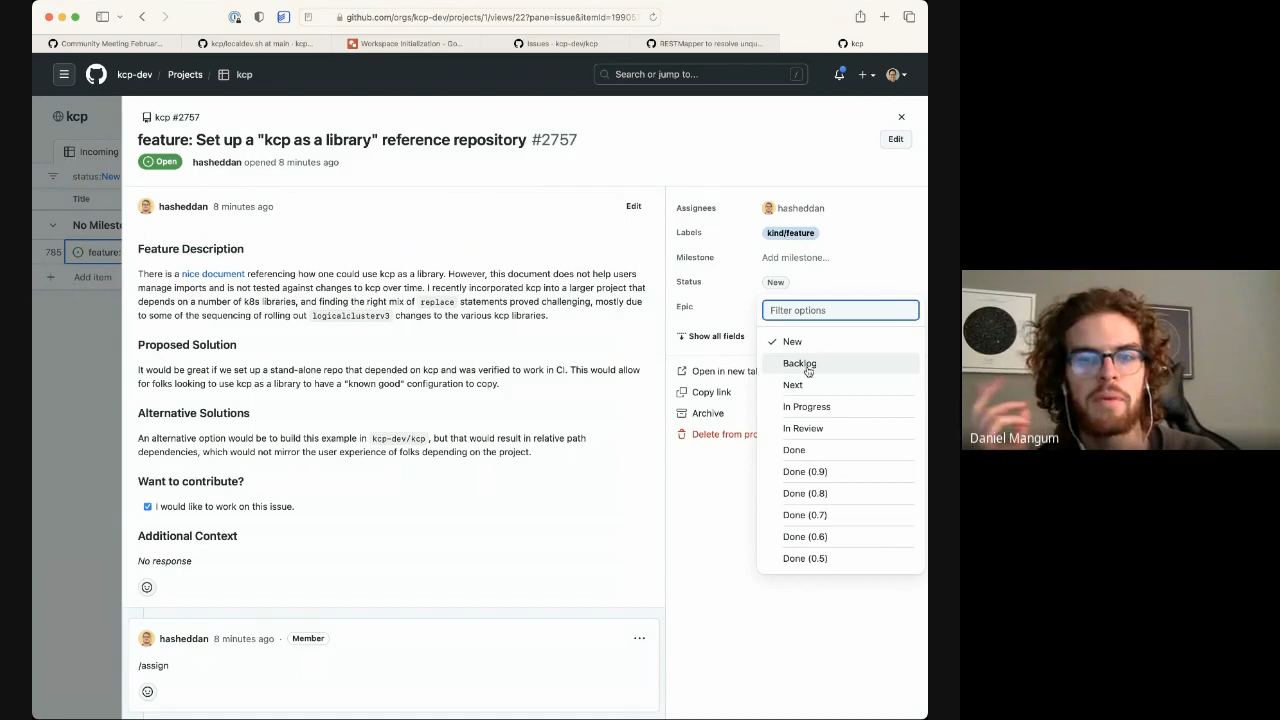 github.com/orgs/kcp-dev/projects/1/views/22?pane=issue&itemId=19905
Community Meeting Februar...
kcp/localdev.sh at main · kcp...
Workspace Initialization - Go...
Issues · kcp-dev/kcp
RESTMapper to resolve unqu...
kcp
kcp-dev
Projects
kcp
Search or jump to...
/
kcp
Incoming
status:New
Title
No Milest
785
feature:
Add item
kcp #2757
feature: Set up a "kcp as a library" reference repository #2757
Edit
Open
hasheddan opened 8 minutes ago
hasheddan 8 minutes ago
Edit
Feature Description
There is a nice document referencing how one could use kcp as a library. However, this document does not help users
manage imports and is not tested against changes to kcp over time. I recently incorporated kcp into a larger project that
depends on a number of k8s libraries, and finding the right mix of replace statements proved challenging, mostly due
to some of the sequencing of rolling out logicalclusterv3 changes to the various kcp libraries.
Proposed Solution
It would be great if we set up a stand-alone repo that depended on kcp and was verified to work in CI. This would allow
for folks looking to use kcp as a library to have a "known good" configuration to copy.
Alternative Solutions
An alternative option would be to build this example in kcp-dev/kcp, but that would result in relative path
dependencies, which would not mirror the user experience of folks depending on the project.
Want to contribute?
I would like to work on this issue.
Additional Context
No response
hasheddan 8 minutes ago · Member
/assign
Assignees
hasheddan
Labels
kind/feature
Milestone
Add milestone...
Status
New
Epic
Filter options
Show all fields
Open in new tal
Copy link
Archive
Delete from pro
New
Backlog
Next
In Progress
In Review
Done
Done (0.9)
Done (0.8)
Done (0.7)
Done (0.6)
Done (0.5)
Daniel Mangum